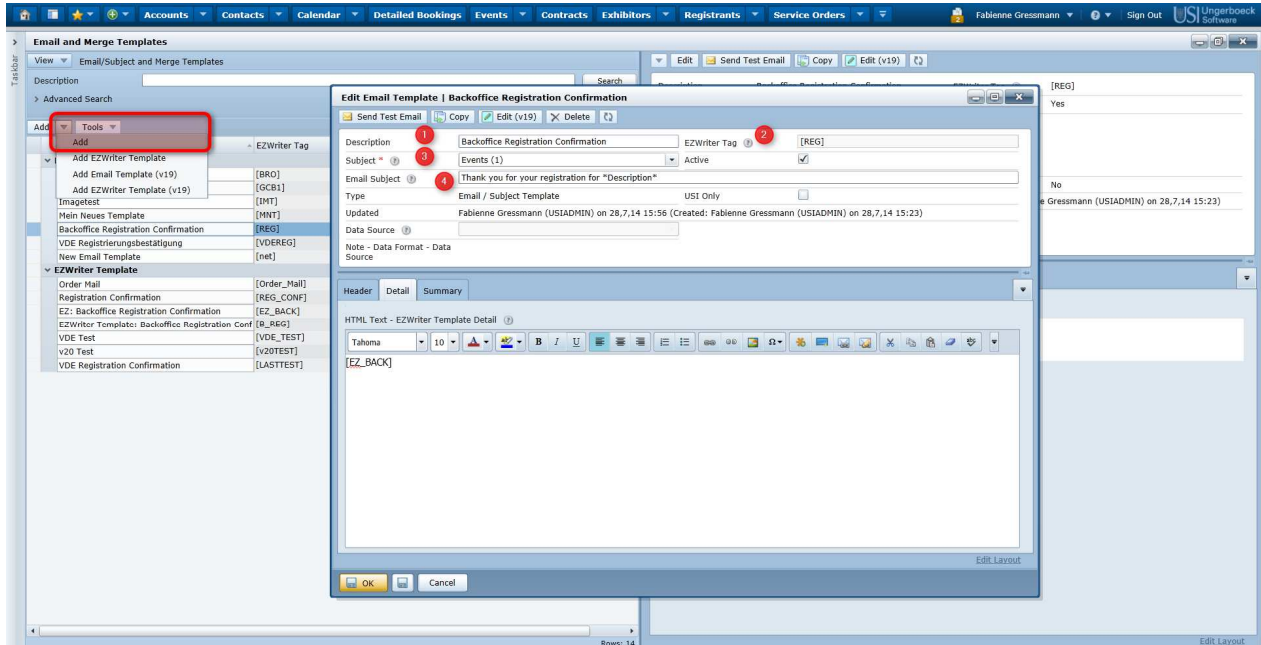 Accounts Contacts Calendar Detailed Bookings Events Contracts Exhibitors Registrants Service Orders 2 Fabienne Gressmann Sign Out USI Ungerboeck Software
Taskbar
Email and Merge Templates
View Email/Subject and Merge Templates
Edit Send Test Email Copy Edit (v19)
Description Search
[REG]
> Advanced Search
Yes
Add Tools
Add
Add EZWriter Template
Add Email Template (v19)
Add EZWriter Template (v19)
EZWriter Tag
[BRO]
[GCB1]
Imagetest [IMT]
Mein Neues Template [MNT]
Backoffice Registration Confirmation [REG]
VDE Registrierungsbestätigung [VDEREG]
New Email Template [net]
EZWriter Template
Order Mail [Order_Mail]
Registration Confirmation [REG_CONF]
EZ: Backoffice Registration Confirmation [EZ_BACK]
EZWriter Template: Backoffice Registration Conf [B_REG]
VDE Test [VDE_TEST]
v20 Test [v20TEST]
VDE Registration Confirmation [LASTTEST]
Rows: 14
Edit Email Template | Backoffice Registration Confirmation
Send Test Email Copy Edit (v19) Delete
Description 1 Backoffice Registration Confirmation EZWriter Tag 2 [REG]
Subject * 3 Events (1) Active
Email Subject 4 Thank you for your registration for *Description*
Type Email / Subject Template USI Only
Updated Fabienne Gressmann (USIADMIN) on 28,7,14 15:56 (Created: Fabienne Gressmann (USIADMIN) on 28,7,14 15:23)
Data Source
Note - Data Format - Data
Source
Header Detail Summary
HTML Text - EZWriter Template Detail
Tahoma 10 A B I U Ω
[EZ_BACK]
Edit Layout
OK Cancel
No
e Gressmann (USIADMIN) on 28,7,14 15:23)
Edit Layout